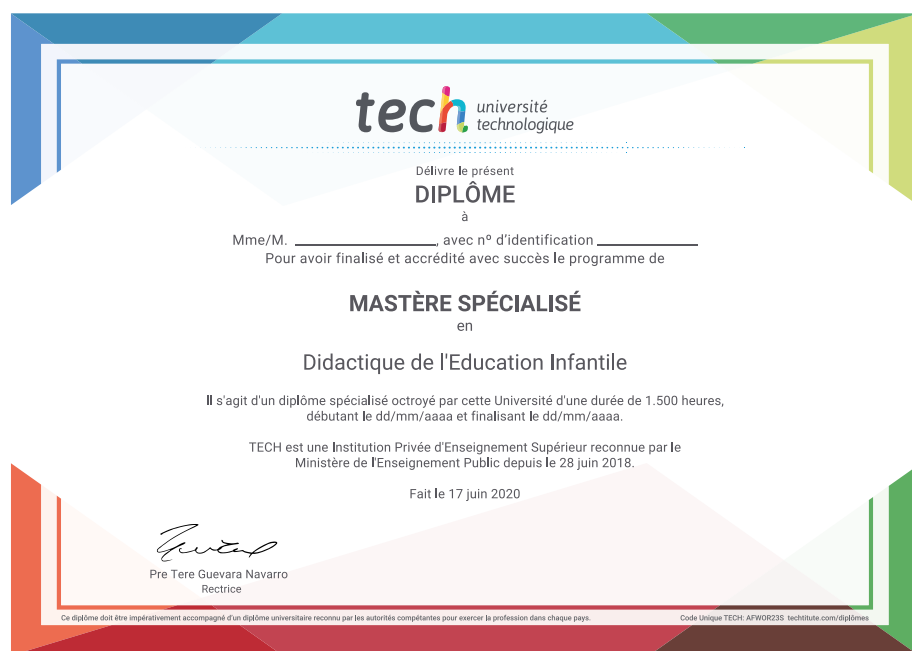 tech université
technologique
Délivre le présent
DIPLÔME
à
Mme/M. ____________________, avec nº d'identification ______________
Pour avoir finalisé et accrédité avec succès le programme de
MASTÈRE SPÉCIALISÉ
en
Didactique de l'Education Infantile
Il s'agit d'un diplôme spécialisé octroyé par cette Université d'une durée de 1.500 heures,
débutant le dd/mm/aaaa et finalisant le dd/mm/aaaa.
TECH est une Institution Privée d'Enseignement Supérieur reconnue par le
Ministère de l'Enseignement Public depuis le 28 juin 2018.
Fait le 17 juin 2020
Pre Tere Guevara Navarro
Rectrice
Ce diplôme doit être impérativement accompagné d'un diplôme universitaire reconnu par les autorités compétantes pour exercer la profession dans chaque pays.
Code Unique TECH: AFWOR23S techtitute.com/diplômes